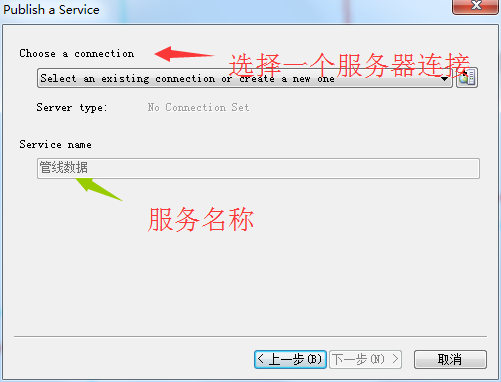 Publish a Service
Choose a connection
选择一个服务器连接
Select an existing connection or create a new one
Server type: No Connection Set
Service name
管线数据
服务名称
< 上一步(B) 下一步(N) > 取消